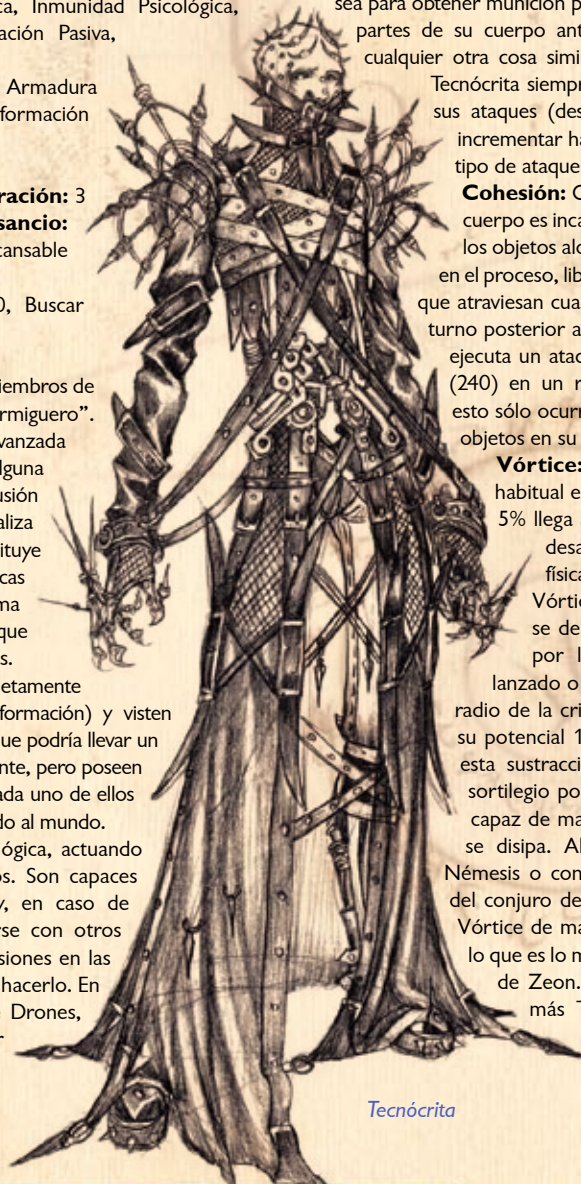 ca, Inmunidad Psicológica,
ación Pasiva,
Armadura
formación
ración: 3
sancio:
cansable
0, Buscar
iembros de
ormiguero”.
vanzada
lguna
usión
aliza
ituye
cas
ma
que
s.
etamente
formación) y visten
ue podría llevar un
nte, pero poseen
ada uno de ellos
do al mundo.
ógica, actuando
os. Son capaces
y, en caso de
rse con otros
siones en las
hacerlo. En
e Drones,
r
sea para obtener munición p
partes de su cuerpo ant
cualquier otra cosa simi
Tecnócrita siempr
sus ataques (des
incrementar ha
tipo de ataque
Cohesión: C
cuerpo es inca
los objetos alo
en el proceso, lib
que atraviesan cua
turno posterior a
ejecuta un atac
(240) en un r
esto sólo ocurr
objetos en su
Vórtice:
habitual e
5% llega
desa
física
Vórtic
se de
por l
lanzado o
radio de la cri
su potencial 1
esta sustracci
sortilegio po
capaz de ma
se disipa. Al
Némesis o con
del conjuro de
Vórtice de ma
lo que es lo m
de Zeon.
más T
Tecnócrita